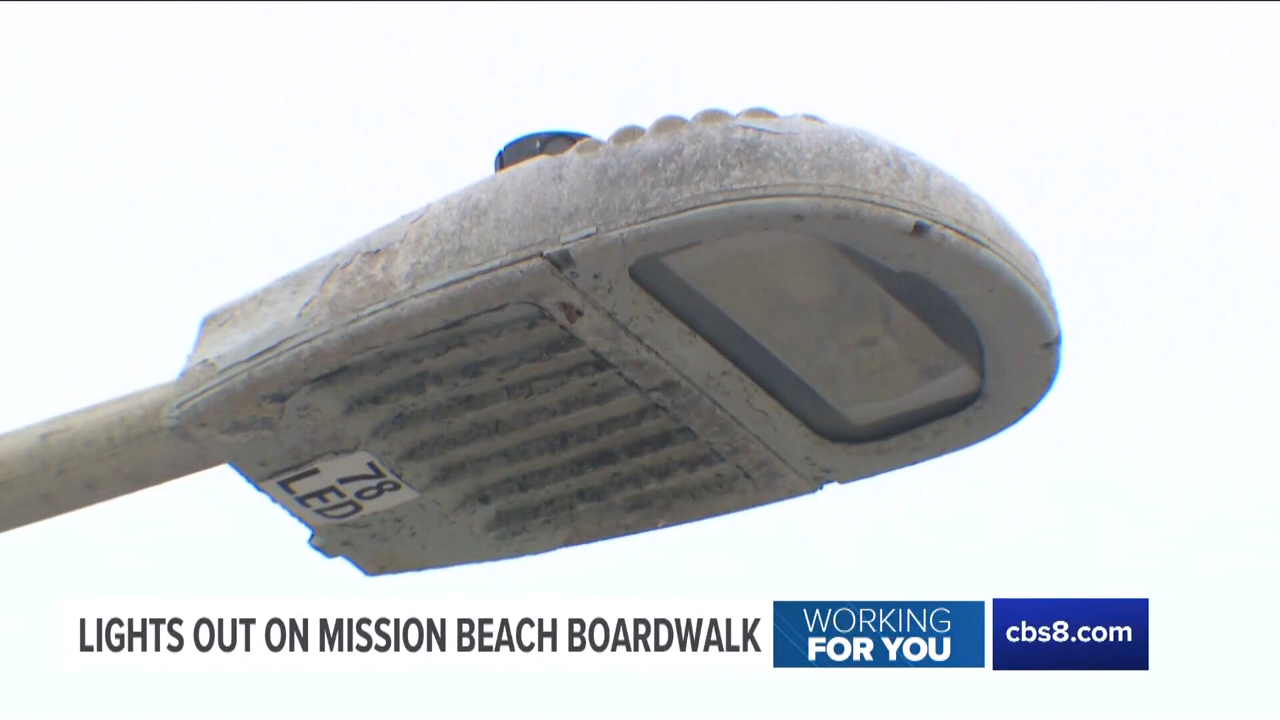 78
LED
LIGHTS OUT ON MISSION BEACH BOARDWALK
WORKING
FOR YOU
cbs8.com